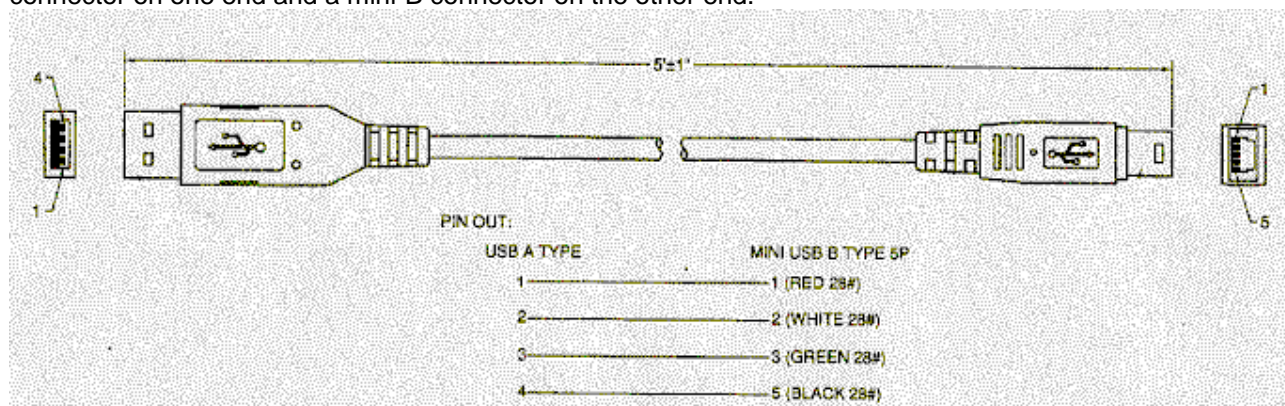 connector on one end and a mini-B connector on the other end.
5'±1"
4
1
1
5
PIN OUT:
USB A TYPE MINI USB B TYPE 5P
1 1 (RED 28#)
2 2 (WHITE 28#)
3 3 (GREEN 28#)
4 5 (BLACK 28#)